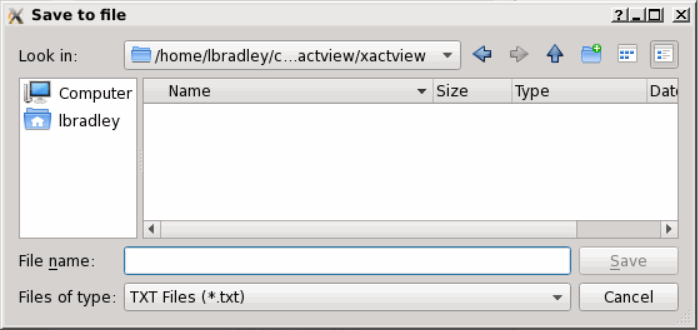 Save to file
Look in: /home/lbradley/c...actview/xactview
Computer
lbradley
Name Size Type Date
File name: Save
Files of type: TXT Files (*.txt) Cancel